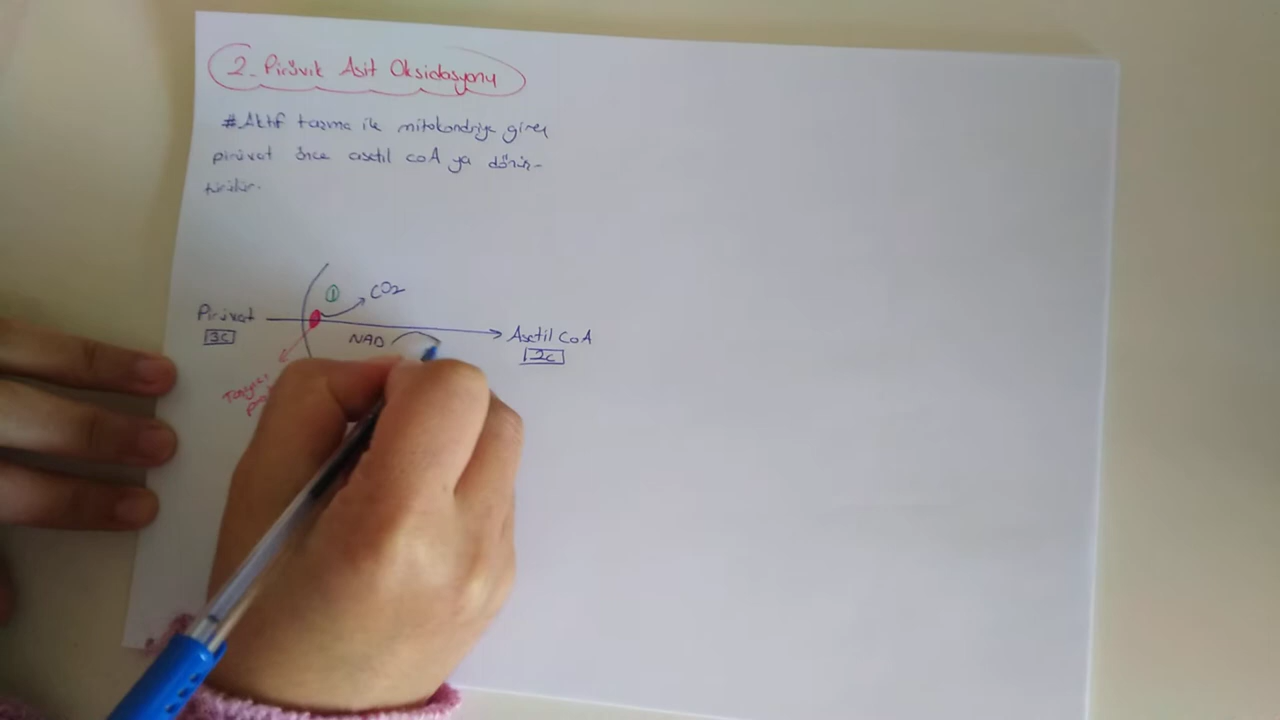 2. Pirüvik Asit Oksidasyonu
#Aktif taşıma ile mitokondriye giren
pirüvat önce asetil coA ya dönüş-
türülür.
① CO2
Pirüvat
3C
NAD
Asetil CoA
2C
Taşıyıcı